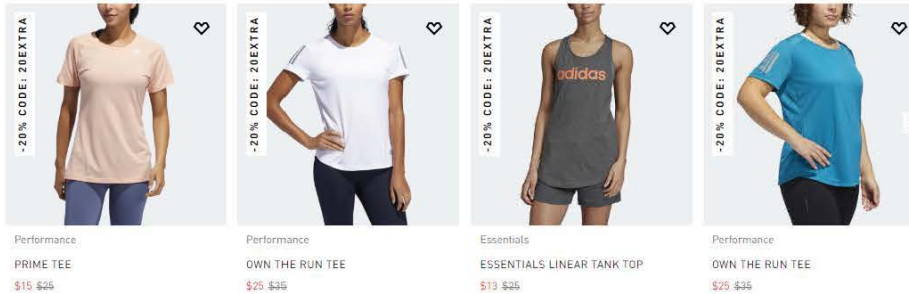 -20% CODE: 20EXTRA
Performance
PRIME TEE
$15 $25
-20% CODE: 20EXTRA
Performance
OWN THE RUN TEE
$25 $35
-20% CODE: 20EXTRA
adidas
Essentials
ESSENTIALS LINEAR TANK TOP
$13 $25
-20% CODE: 20EXTRA
Performance
OWN THE RUN TEE
$25 $35